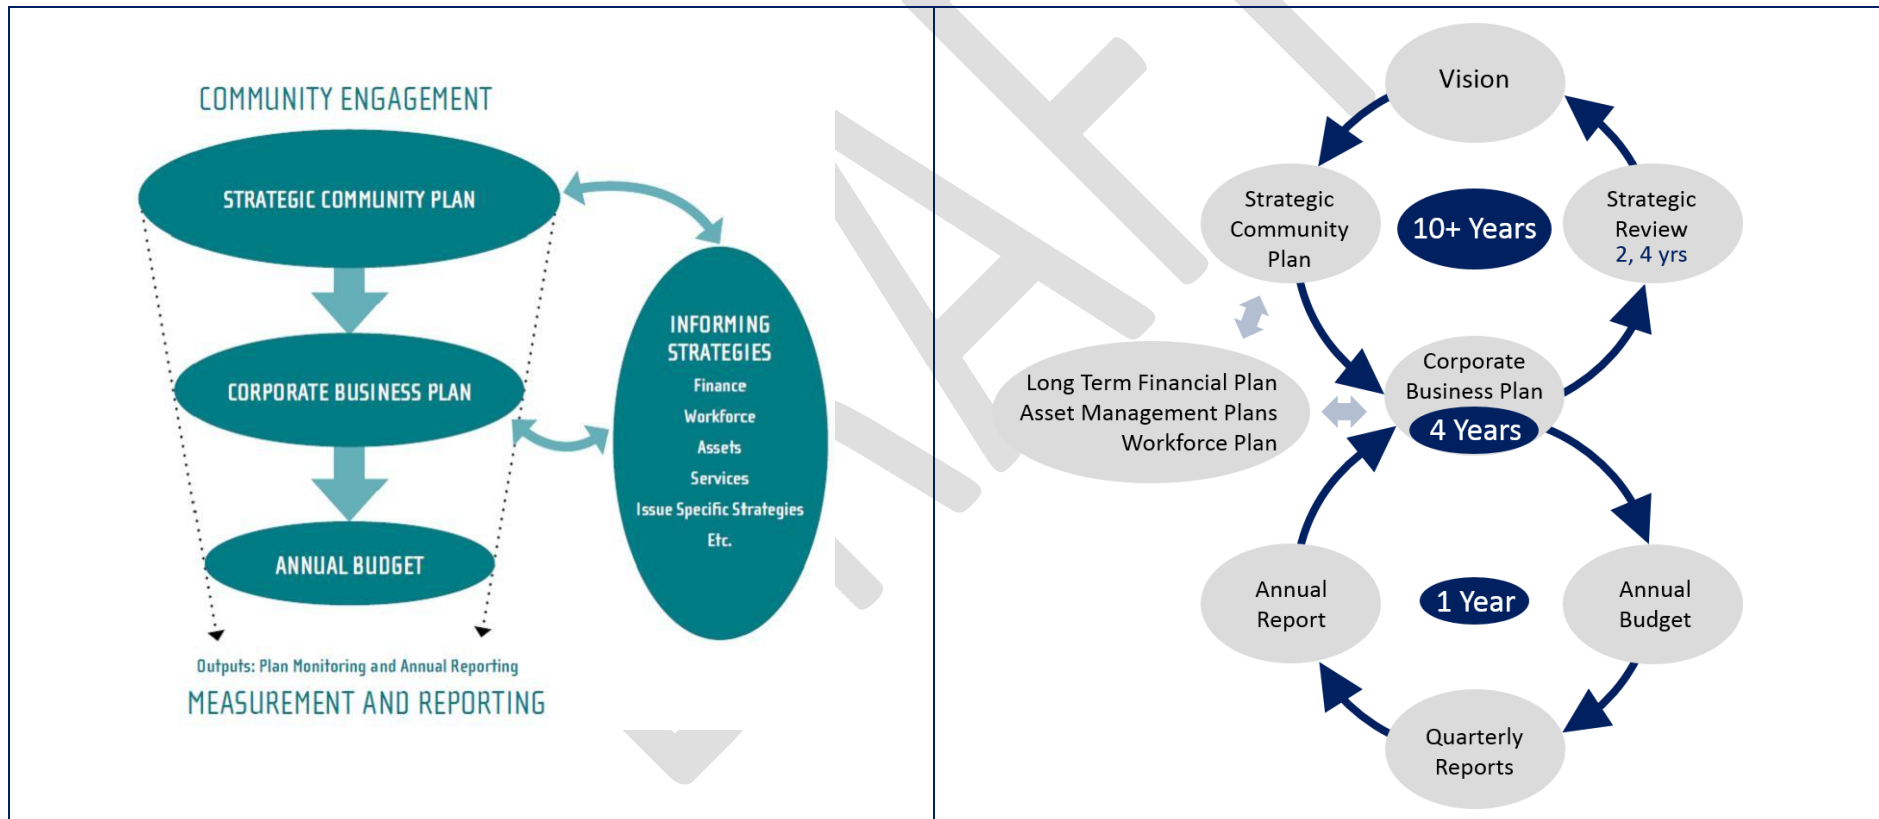 COMMUNITY ENGAGEMENT
STRATEGIC COMMUNITY PLAN
CORPORATE BUSINESS PLAN
ANNUAL BUDGET
INFORMING
STRATEGIES
Finance
Workforce
Assets
Services
Issue Specific Strategies
Etc.
Outputs: Plan Monitoring and Annual Reporting
MEASUREMENT AND REPORTING
Vision
Strategic
Community
Plan
10+ Years
Strategic
Review
2, 4 yrs
Long Term Financial Plan
Asset Management Plans
Workforce Plan
Corporate
Business Plan
4 Years
Annual
Report
1 Year
Annual
Budget
Quarterly
Reports